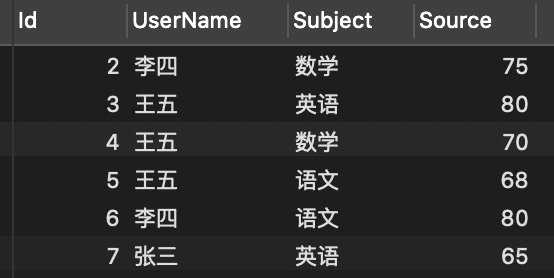 Id UserName Subject Source
2 李四 数学 75
3 王五 英语 80
4 王五 数学 70
5 王五 语文 68
6 李四 语文 80
7 张三 英语 65